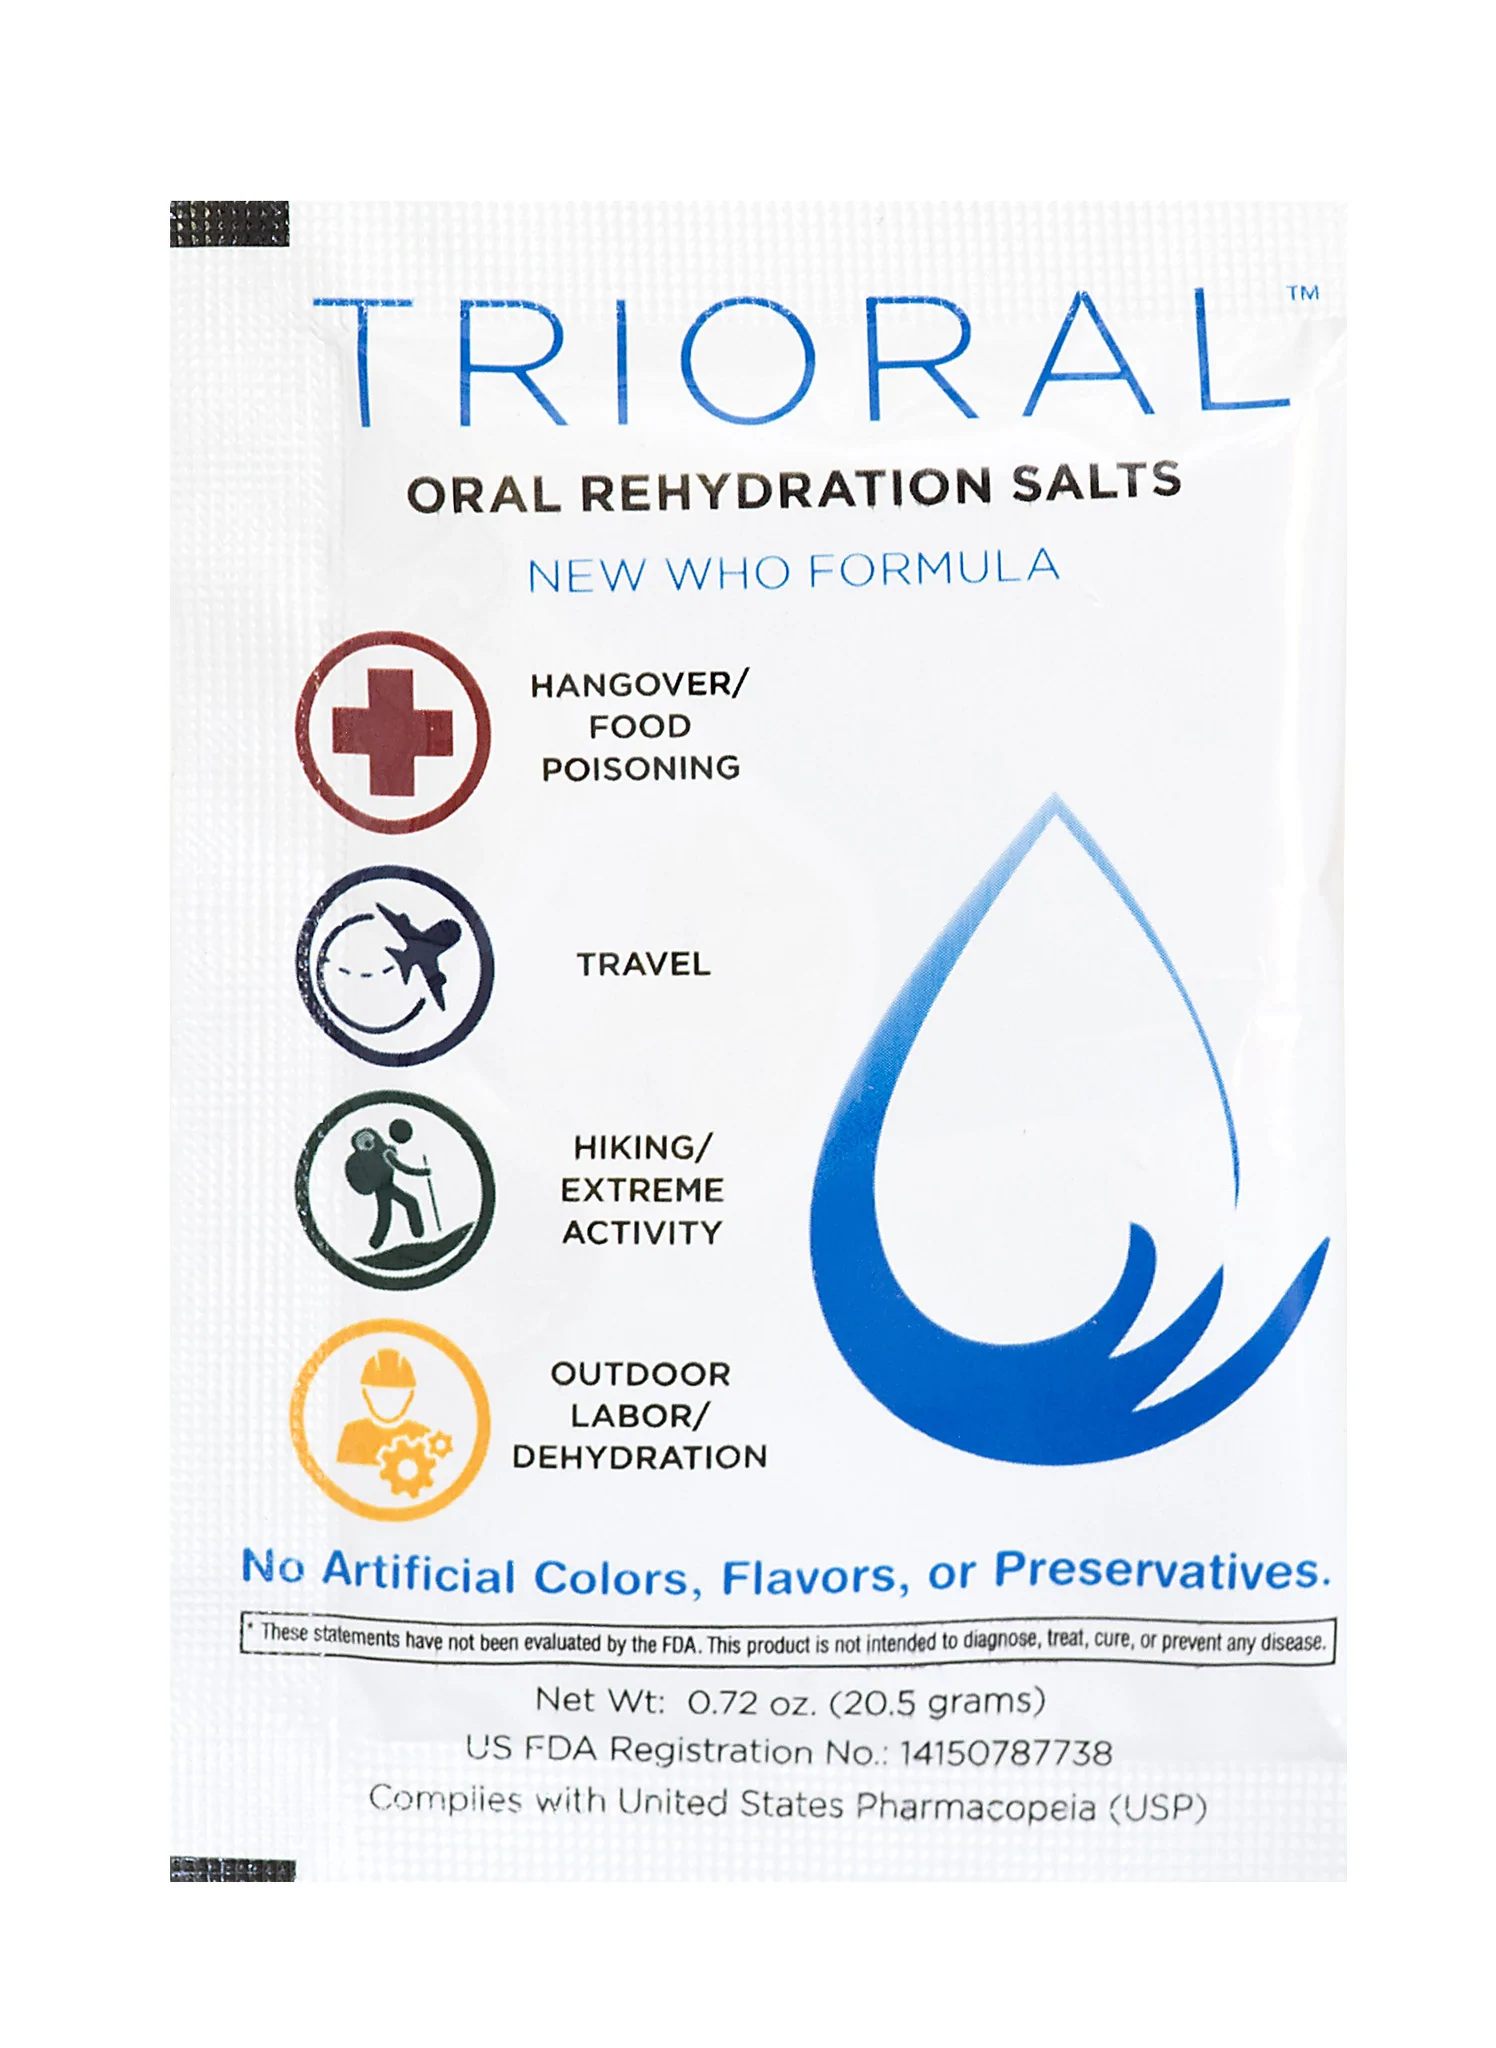 TRIORAL™
ORAL REHYDRATION SALTS
NEW WHO FORMULA
HANGOVER/
FOOD
POISONING
TRAVEL
HIKING/
EXTREME
ACTIVITY
OUTDOOR
LABOR/
DEHYDRATION
No Artificial Colors, Flavors, or Preservatives.
* These statements have not been evaluated by the FDA. This product is not intended to diagnose, treat, cure, or prevent any disease.
Net Wt: 0.72 oz. (20.5 grams)
US FDA Registration No.: 14150787738
Complies with United States Pharmacopeia (USP)